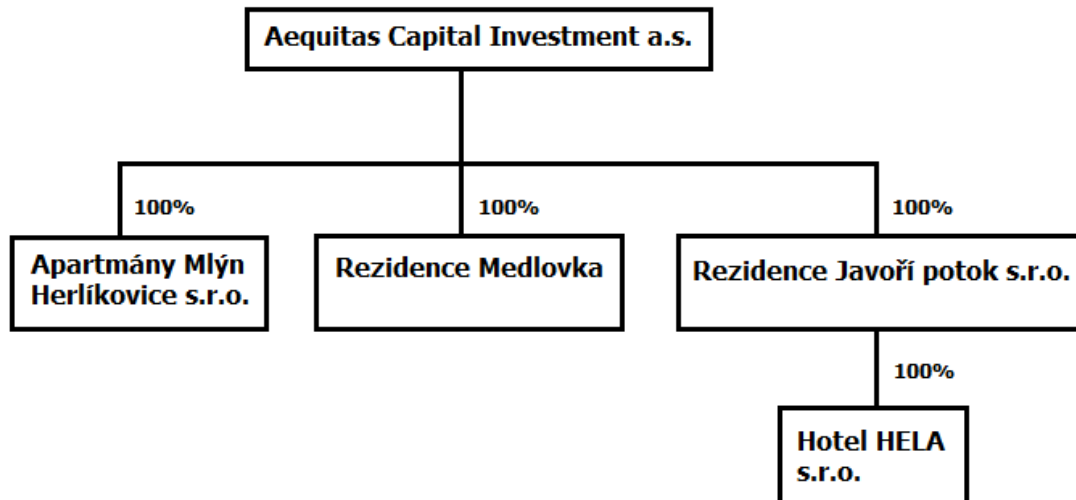 Aequitas Capital Investment a.s.
100%
100%
100%
Apartmány Mlýn
Herlíkovice s.r.o.
Rezidence Medlovka
Rezidence Javoří potok s.r.o.
100%
Hotel HELA
s.r.o.